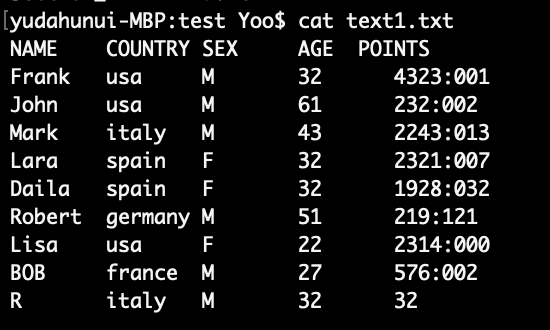 [yudahunui-MBP:test Yoo$ cat text1.txt
NAME COUNTRY SEX AGE POINTS
Frank usa M 32 4323:001
John usa M 61 232:002
Mark italy M 43 2243:013
Lara spain F 32 2321:007
Daila spain F 32 1928:032
Robert germany M 51 219:121
Lisa usa F 22 2314:000
BOB france M 27 576:002
R italy M 32 32